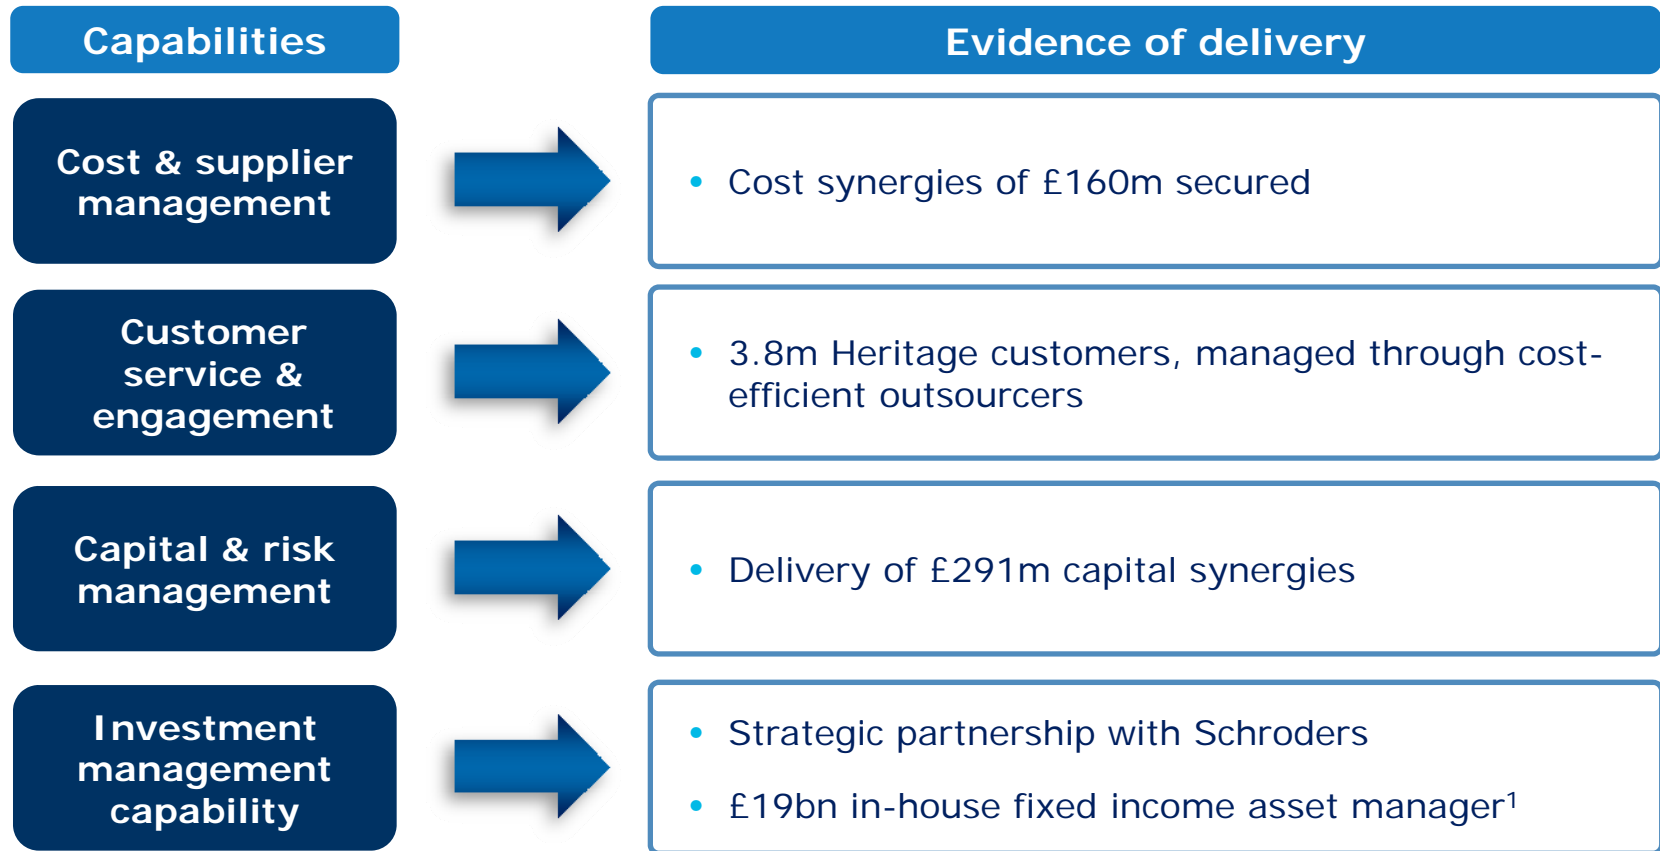 Capabilities
Evidence of delivery
Cost & supplier
management
• Cost synergies of £160m secured
Customer
service &
engagement
• 3.8m Heritage customers, managed through cost-
efficient outsourcers
Capital & risk
management
• Delivery of £291m capital synergies
Investment
management
capability
• Strategic partnership with Schroders
• £19bn in-house fixed income asset manager¹